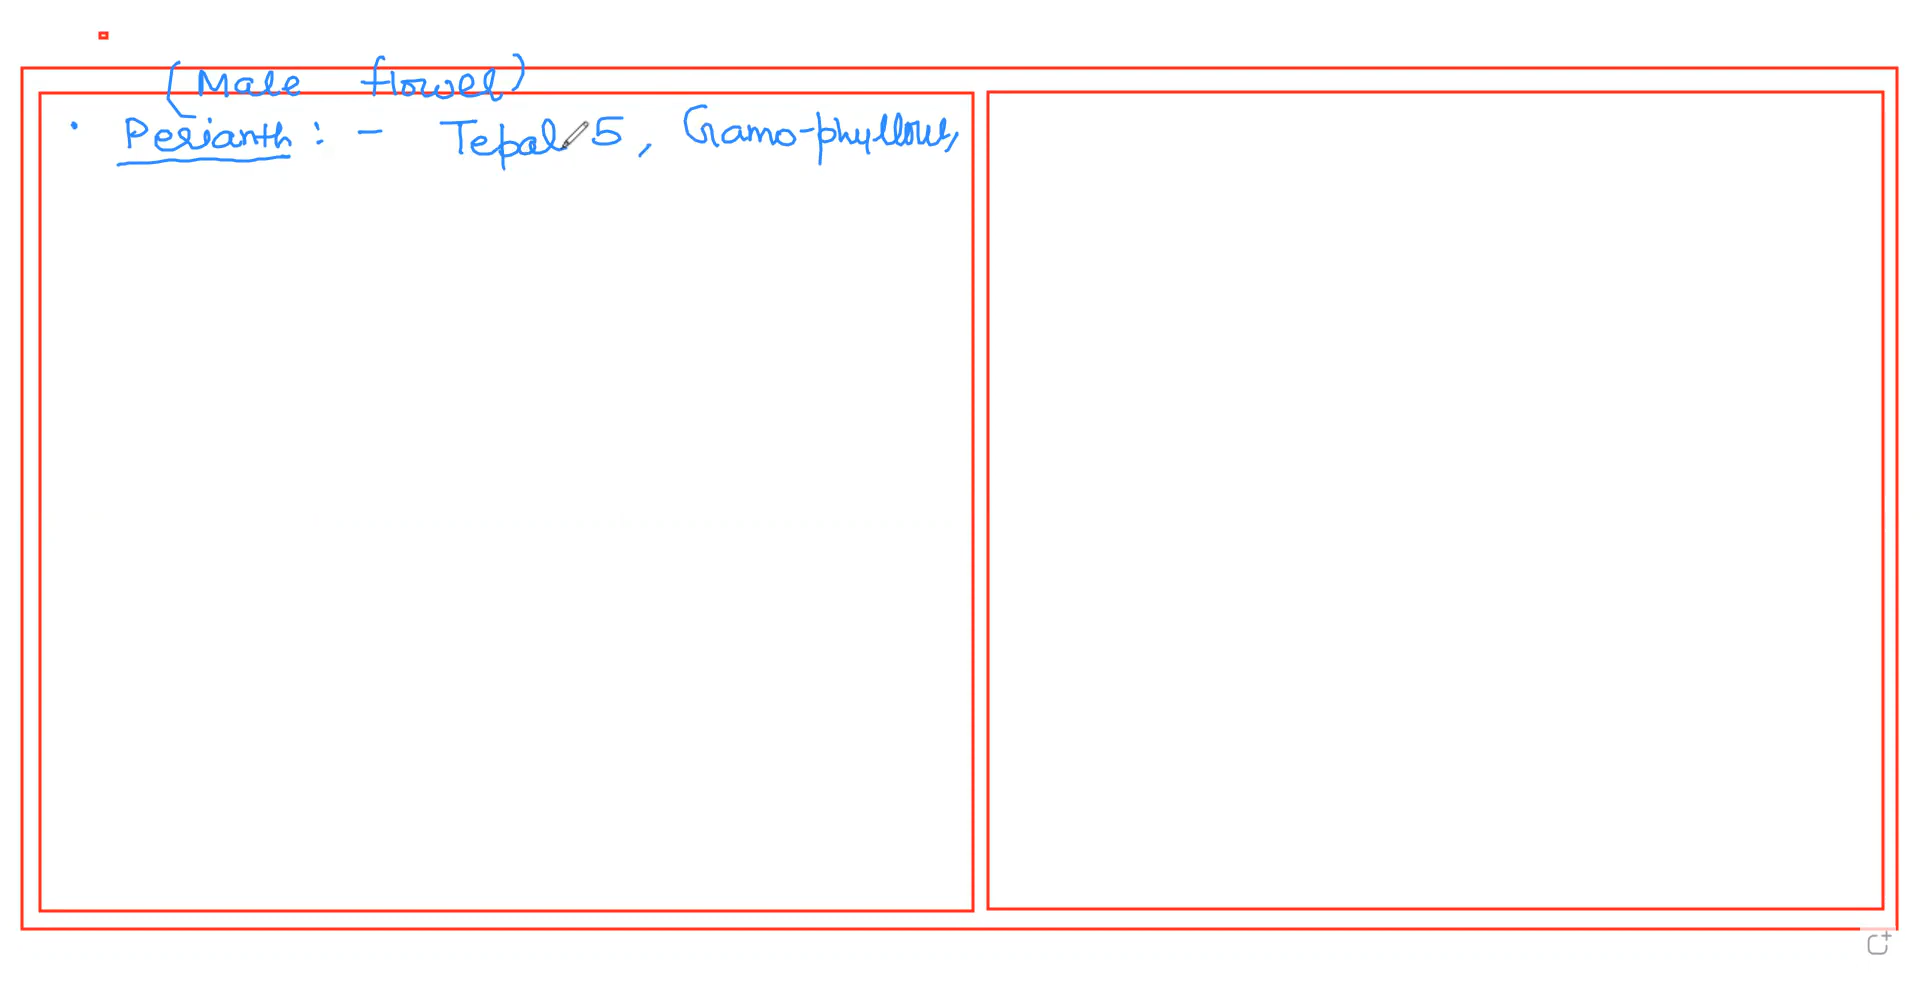 (Male flower)
• Perianth : - Tepal 5, Gamo-phyllous,